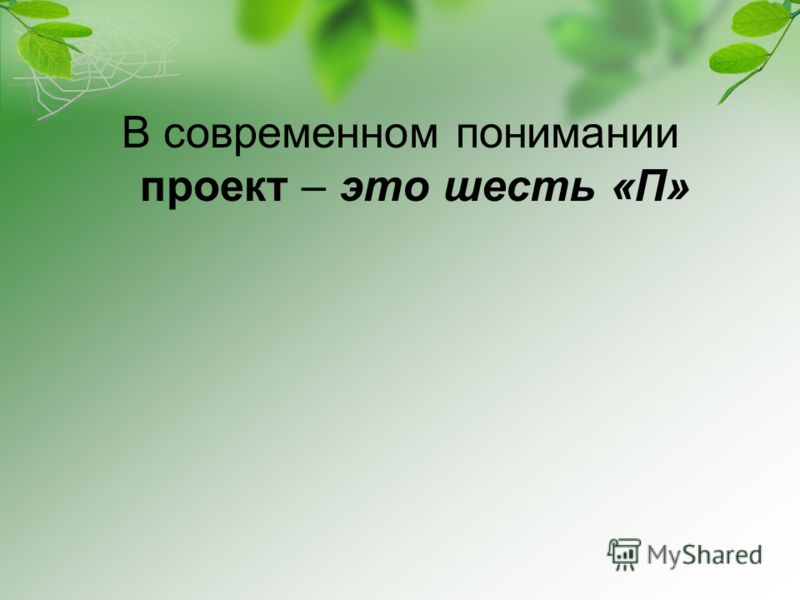 В современном понимании
проект – это шесть «П»
MyShared